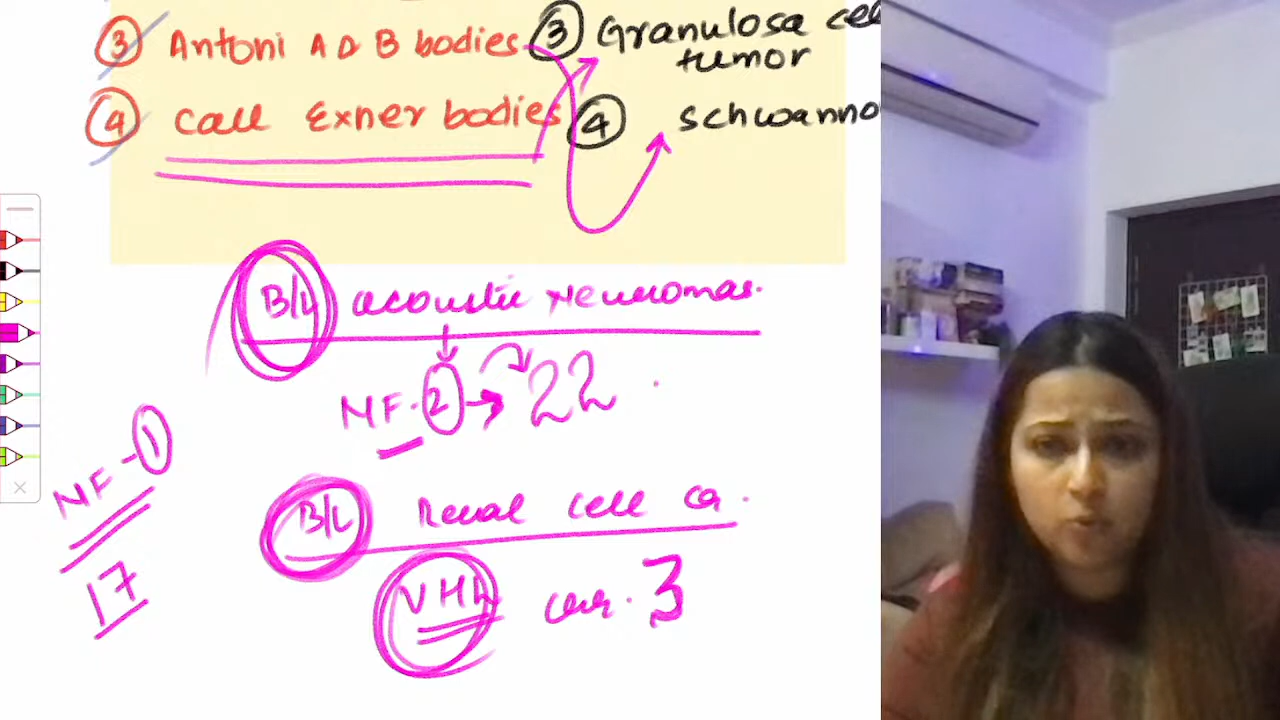 3 Antoni A & B bodies
3 Granulosa cel
tumor
4 Call Exner bodies
4 schwanno
B/L acoustic Neuromas.
NF-2 → 22
NF-1
17
B/L Renal cell ca.
VHL chr. 3